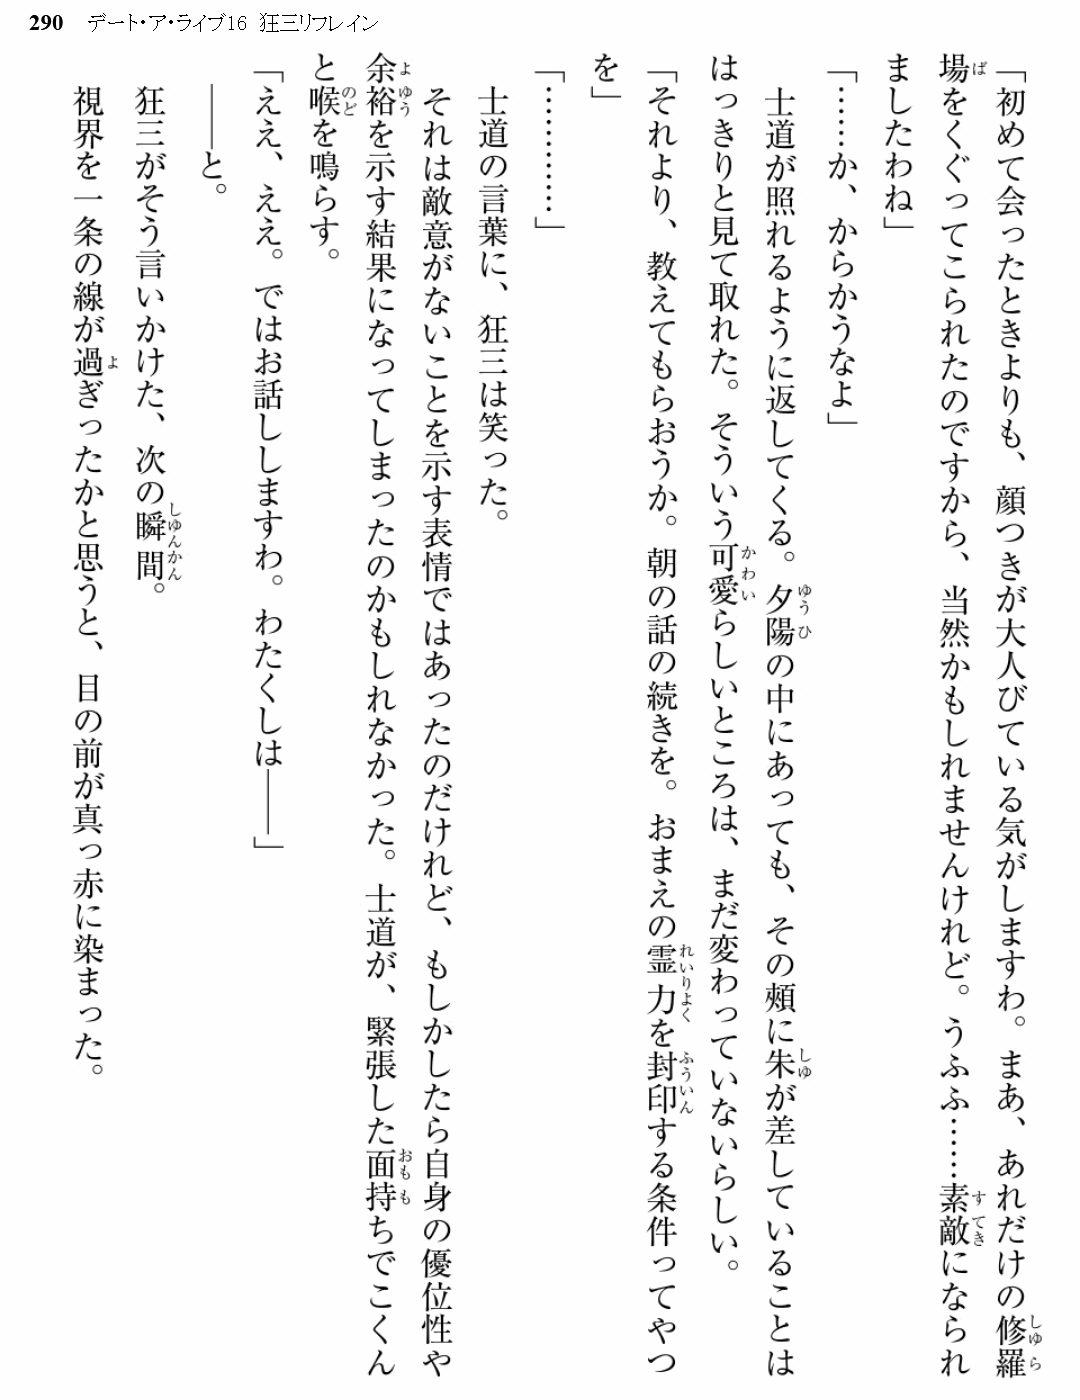 290 デート・ア・ライブ16 狂三リフレイン
「初めて会ったときよりも、顔つきが大人びている気がしますわ。まあ、あれだけの修羅
場をくぐってこられたのですから、当然かもしれませんけれど。うふふ……素敵になられ
ましたわね」
「……か、からかうなよ」
　士道が照れるように返してくる。夕陽の中にあっても、その頰に朱が差していることは
はっきりと見て取れた。そういう可愛らしいところは、まだ変わっていないらしい。
「それより、教えてもらおうか。朝の話の続きを。おまえの霊力を封印する条件ってやつ
を」
「…………」
　士道の言葉に、狂三は笑った。
　それは敵意がないことを示す表情ではあったのだけれど、もしかしたら自身の優位性や
余裕を示す結果になってしまったのかもしれなかった。士道が、緊張した面持ちでこくん
と喉を鳴らす。
「ええ、ええ。ではお話ししますわ。わたくしは――」
　――と。
　狂三がそう言いかけた、次の瞬間。
　視界を一条の線が過ぎったかと思うと、目の前が真っ赤に染まった。